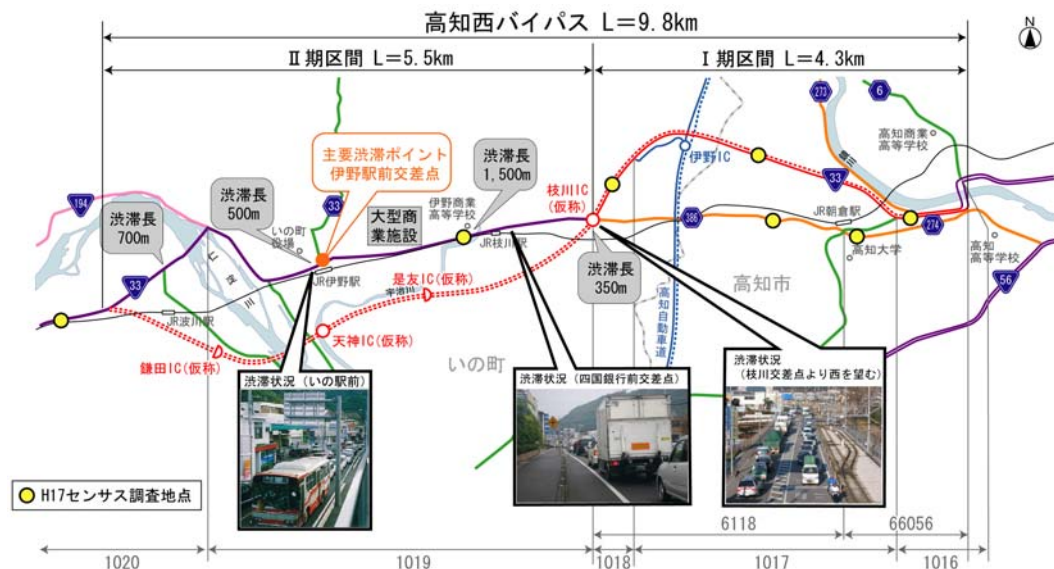 高知西バイパス L=9.8km
Ⅱ期区間 L=5.5km
Ⅰ期区間 L=4.3km
N
273
6
高知商業
高等学校
鏡川
主要渋滞ポイント
伊野駅前交差点
渋滞長
1,500m
伊野IC
194
渋滞長
500m
33
伊野商業
高等学校
枝川IC
(仮称)
33
渋滞長
700m
いの町
役場
大型商
業施設
386
JR朝倉駅
274
JR枝川駅
高知大学
高知
高等学校
仁淀川
JR伊野駅
渋滞長
350m
高知市
56
33
是友IC(仮称)
宇治川
高知自動車道
JR波川駅
天神IC(仮称)
鎌田IC(仮称)
いの町
渋滞状況(いの駅前)
渋滞状況(四国銀行前交差点)
渋滞状況
(枝川交差点より西を望む)
H17センサス調査地点
6118
66056
1020
1019
1018
1017
1016